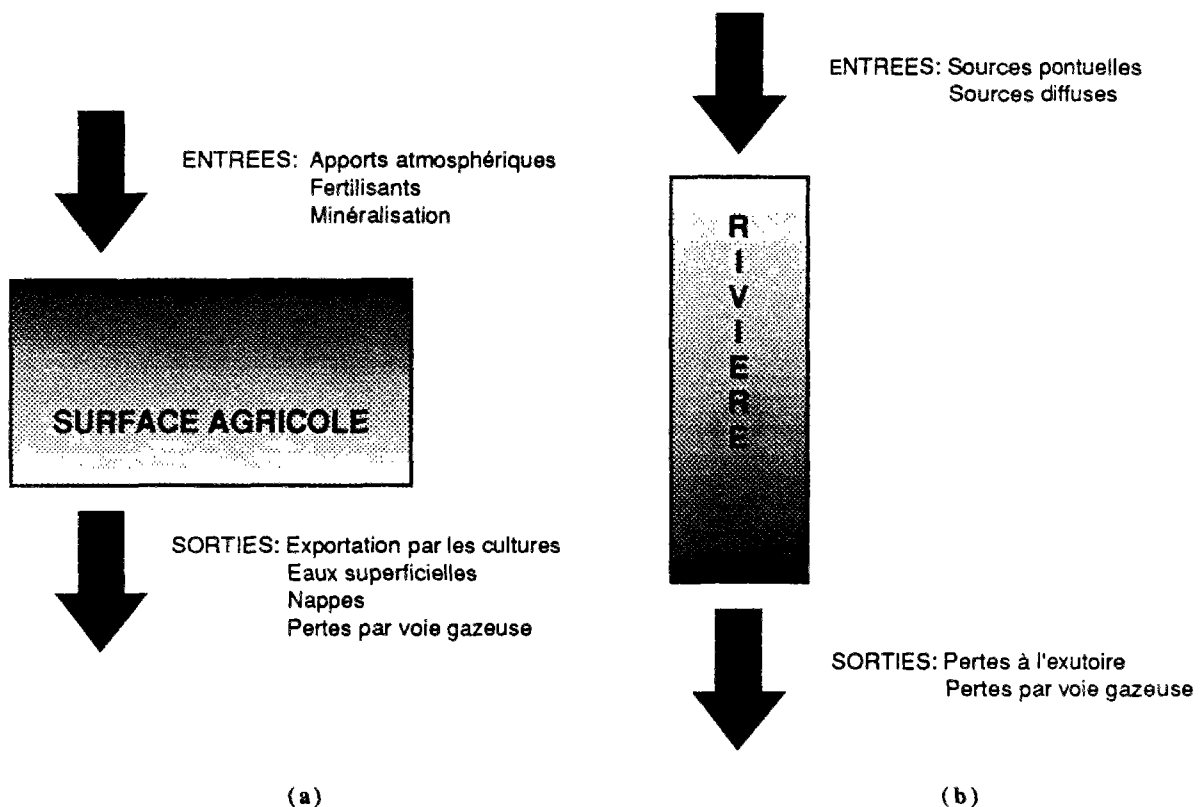 ENTREES: Apports atmosphériques
Fertilisants
Minéralisation
SURFACE AGRICOLE
SORTIES: Exportation par les cultures
Eaux superficielles
Nappes
Pertes par voie gazeuse
(a)
ENTREES: Sources pontuelles
Sources diffuses
RIVIERE
SORTIES: Pertes à l'exutoire
Pertes par voie gazeuse
(b)